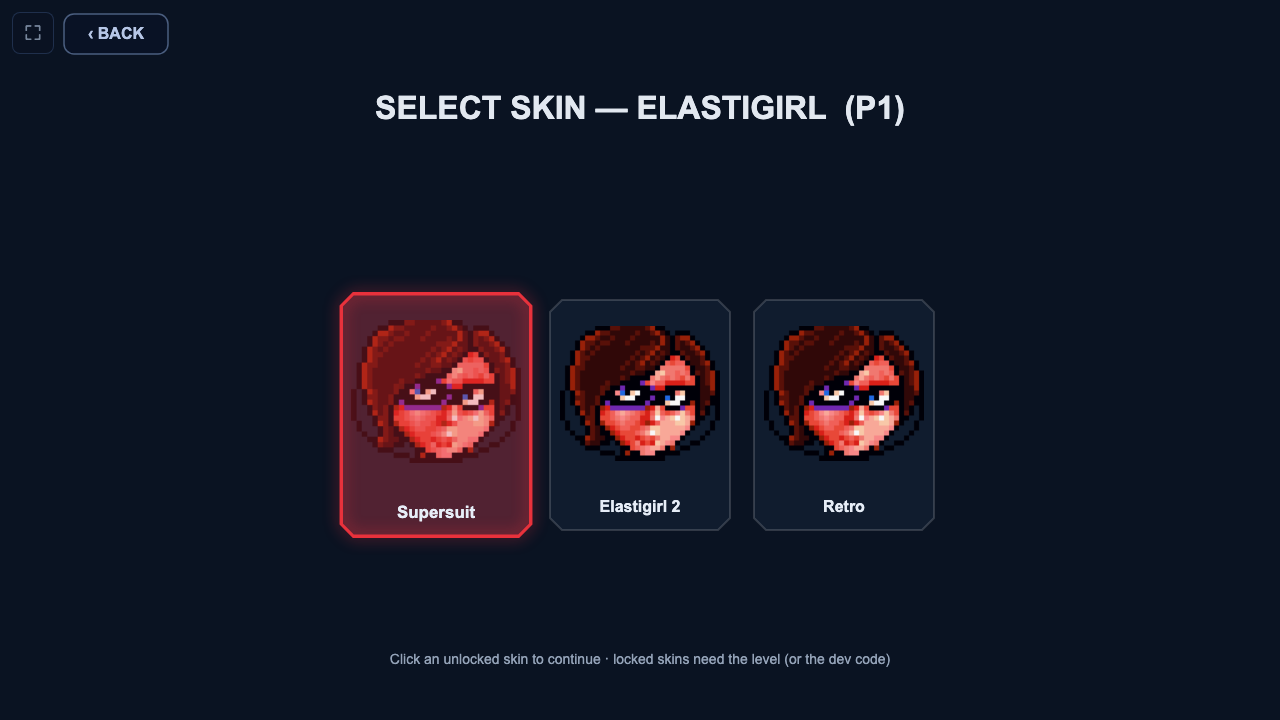 ‹ BACK
SELECT SKIN — ELASTIGIRL (P1)
Supersuit
Elastigirl 2
Retro
Click an unlocked skin to continue · locked skins need the level (or the dev code)